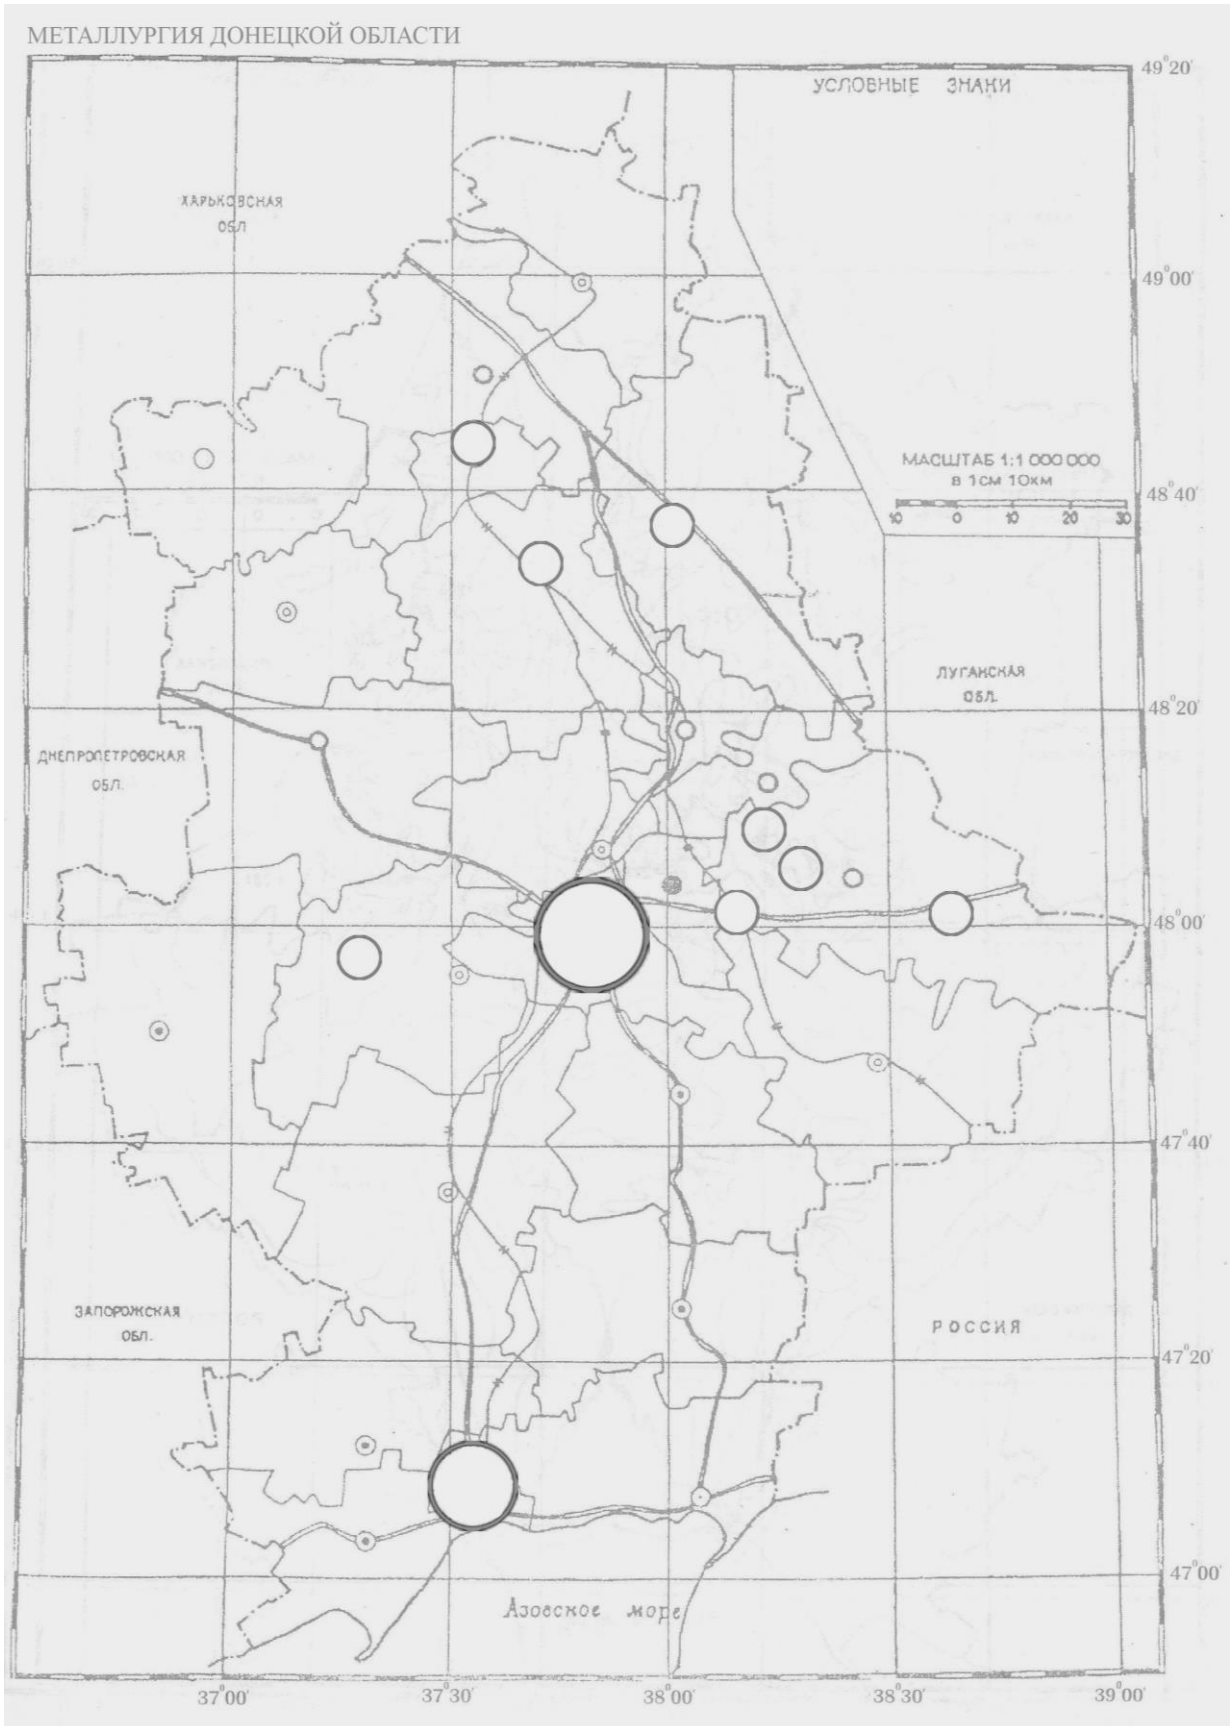 МЕТАЛЛУРГИЯ ДОНЕЦКОЙ ОБЛАСТИ
49°20'
УСЛОВНЫЕ ЗНАКИ
ХАРЬКОВСКАЯ
ОБЛ
49°00'
МАСШТАБ 1:1 000 000
в 1см 10км
10 0 10 20 30
48°40'
ЛУГАНСКАЯ
ОБЛ.
48°20'
ДНЕПРОПЕТРОВСКАЯ
ОБЛ.
48°00'
47°40'
ЗАПОРОЖСКАЯ
ОБЛ.
РОССИЯ
47°20'
47°00'
Азовское море
37°00' 37°30' 38°00' 38°30' 39°00'